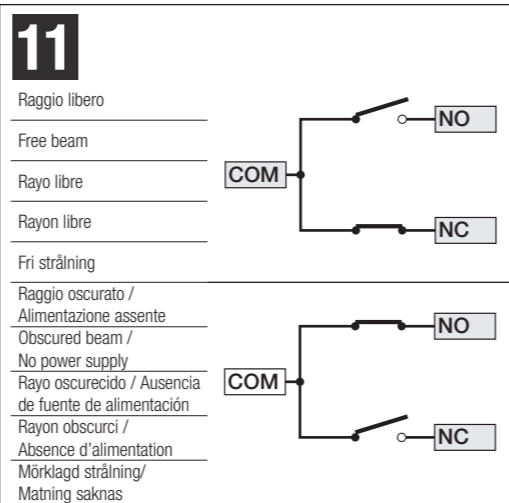 11
Raggio libero
Free beam
Rayo libre
Rayon libre
Fri strålning
COM
NO
NC
Raggio oscurato /
Alimentazione assente
Obscured beam /
No power supply
Rayo oscurecido / Ausencia
de fuente de alimentación
Rayon obscurci /
Absence d’alimentation
Mörklagd strålning/
Matning saknas
COM
NO
NC